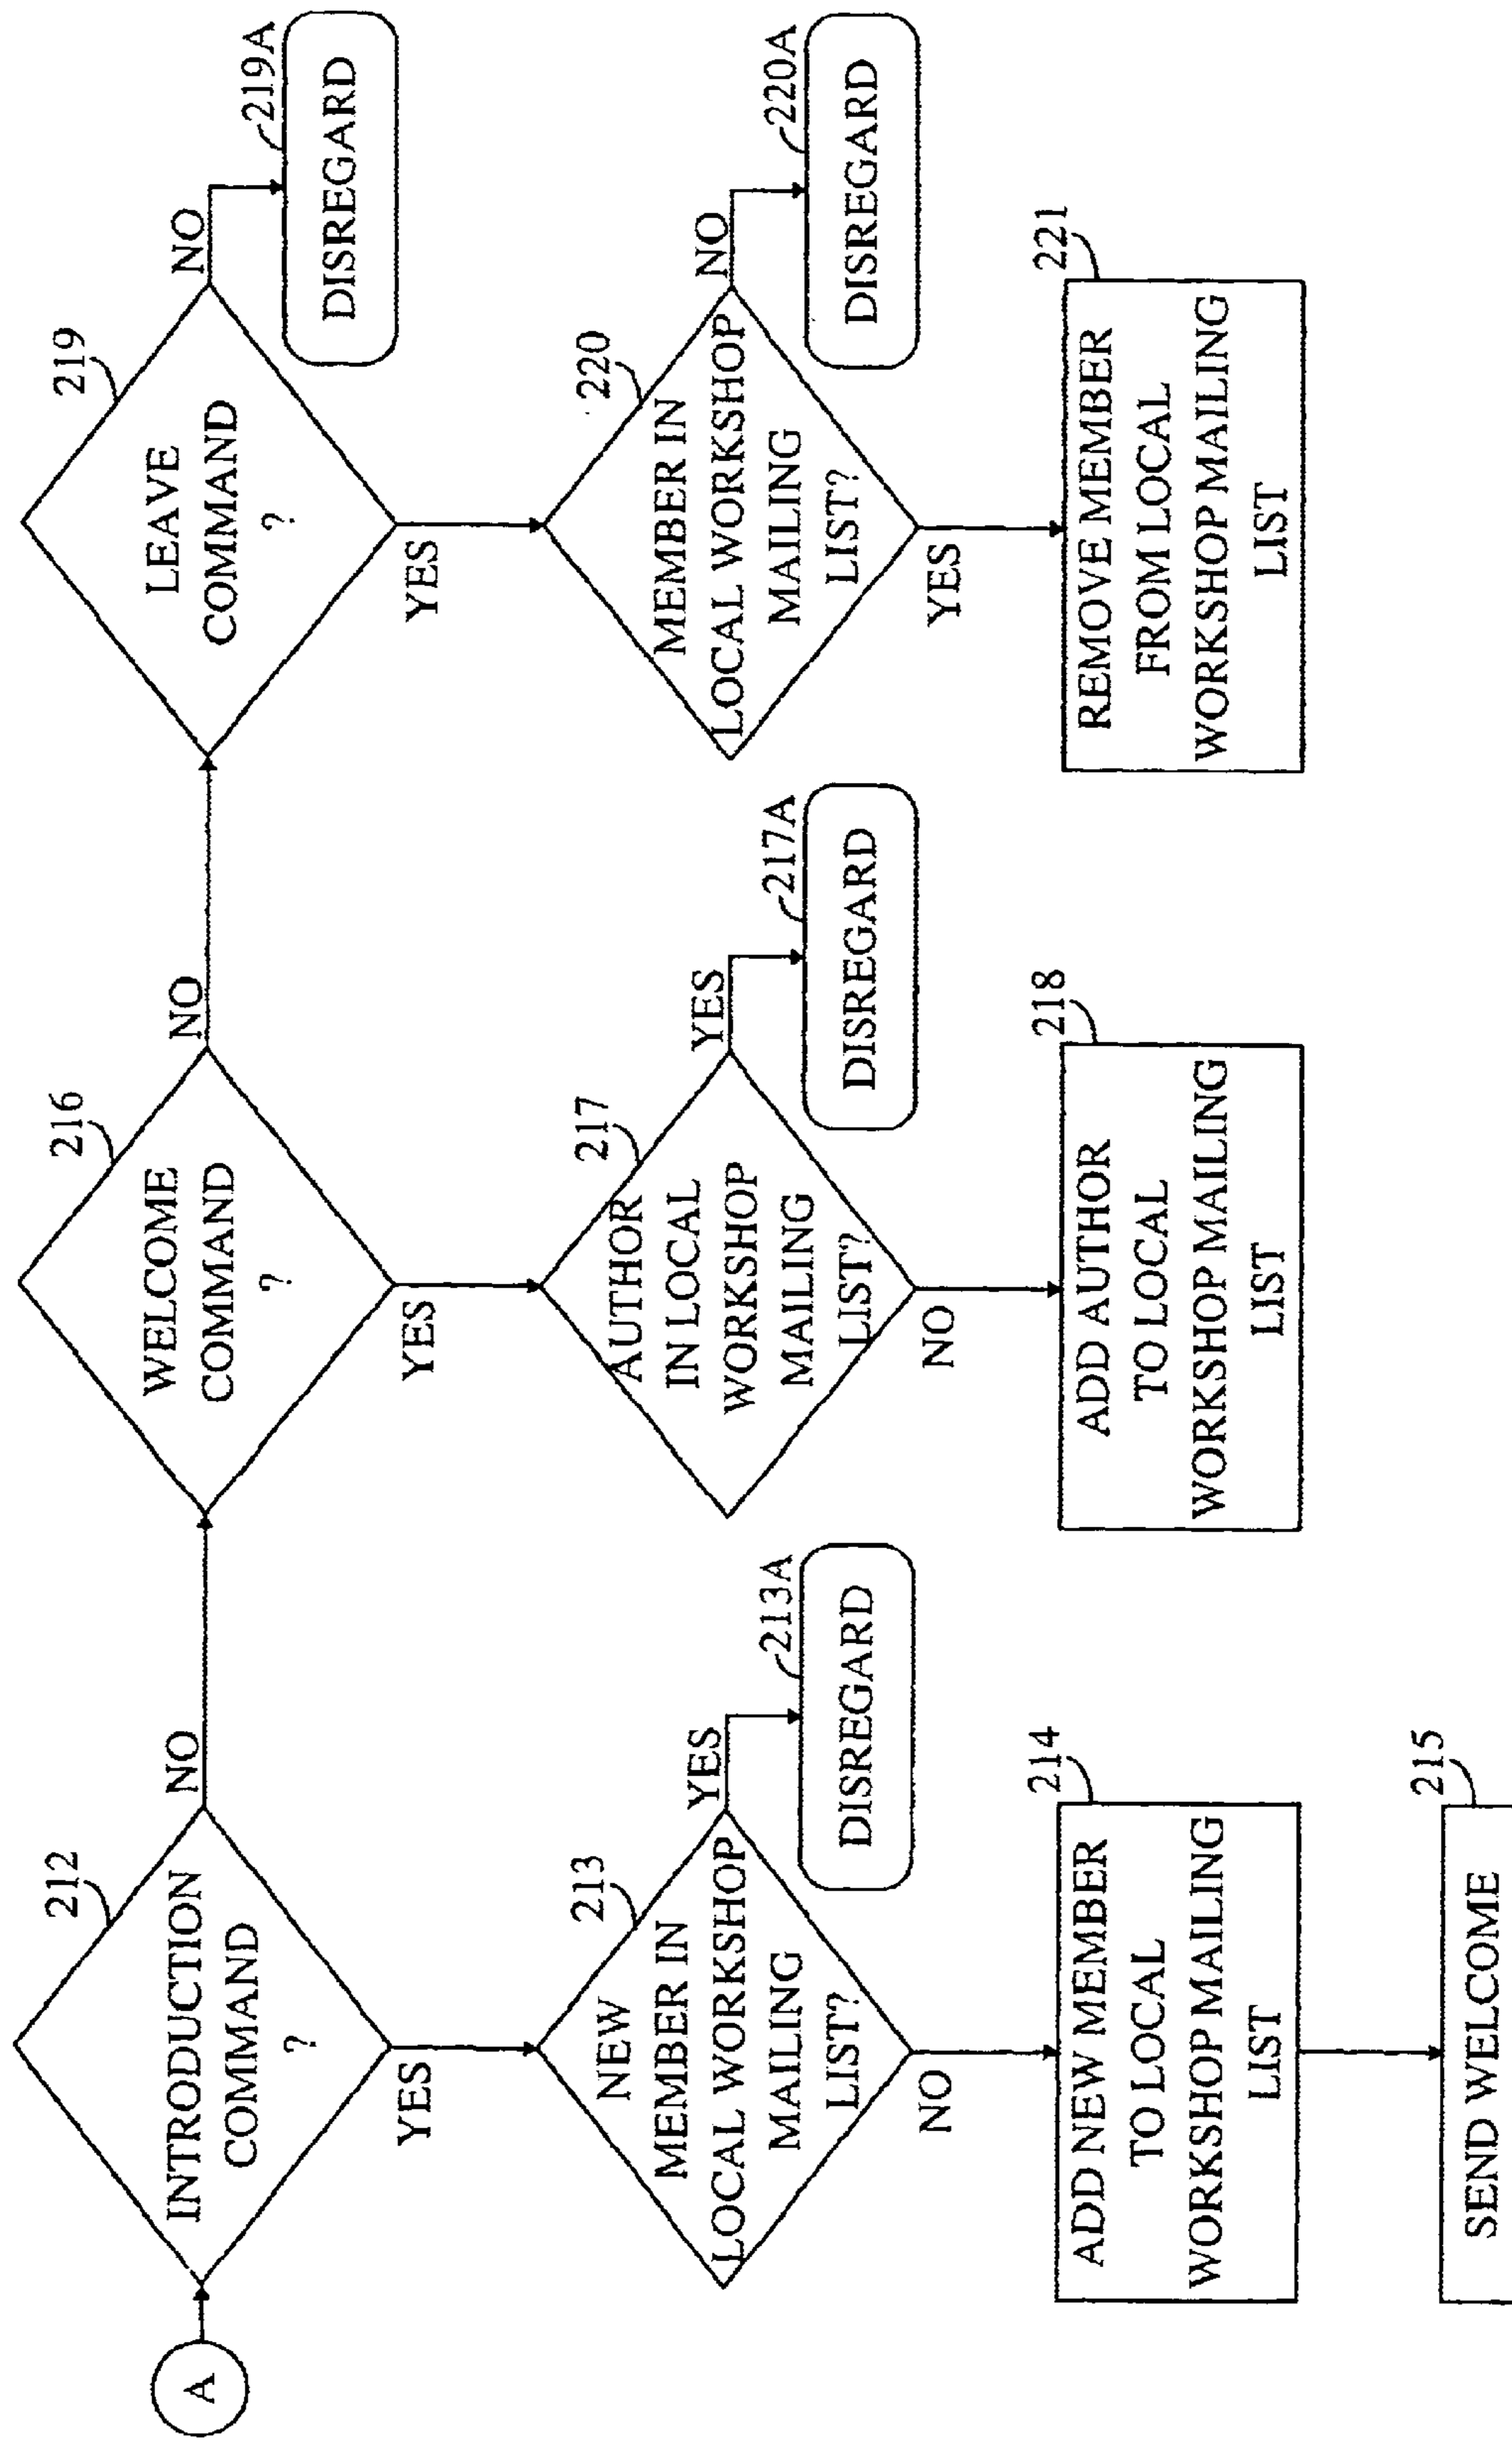 A
212
INTRODUCTION
COMMAND
?
NO
YES
213
NEW
MEMBER IN
LOCAL WORKSHOP
MAILING
LIST?
YES
213A
DISREGARD
NO
214
ADD NEW MEMBER
TO LOCAL
WORKSHOP MAILING
LIST
215
SEND WELCOME
216
WELCOME
COMMAND
?
NO
YES
217
AUTHOR
IN LOCAL
WORKSHOP
MAILING
LIST?
YES
217A
DISREGARD
NO
218
ADD AUTHOR
TO LOCAL
WORKSHOP MAILING
LIST
219
LEAVE
COMMAND
?
NO
219A
DISREGARD
YES
220
MEMBER IN
LOCAL WORKSHOP
MAILING
LIST?
NO
220A
DISREGARD
YES
221
REMOVE MEMBER
FROM LOCAL
WORKSHOP MAILING
LIST